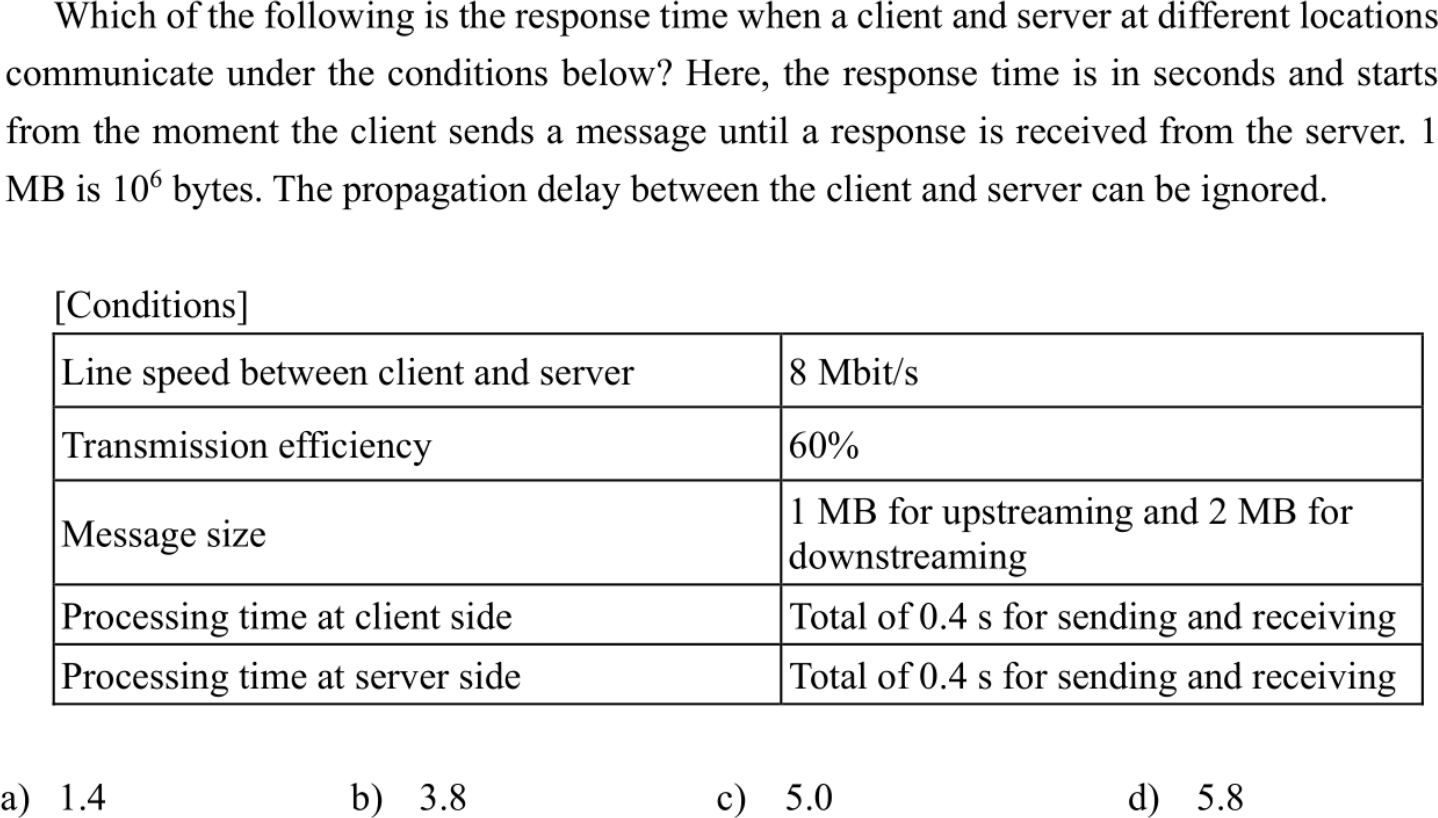 Which of the following is the response time when a client and server at different locations
communicate under the conditions below? Here, the response time is in seconds and starts
from the moment the client sends a message until a response is received from the server. 1
MB is 10⁶ bytes. The propagation delay between the client and server can be ignored.
[Conditions]
Line speed between client and server 8 Mbit/s
Transmission efficiency 60%
Message size 1 MB for upstreaming and 2 MB for
downstreaming
Processing time at client side Total of 0.4 s for sending and receiving
Processing time at server side Total of 0.4 s for sending and receiving
a) 1.4 b) 3.8 c) 5.0 d) 5.8